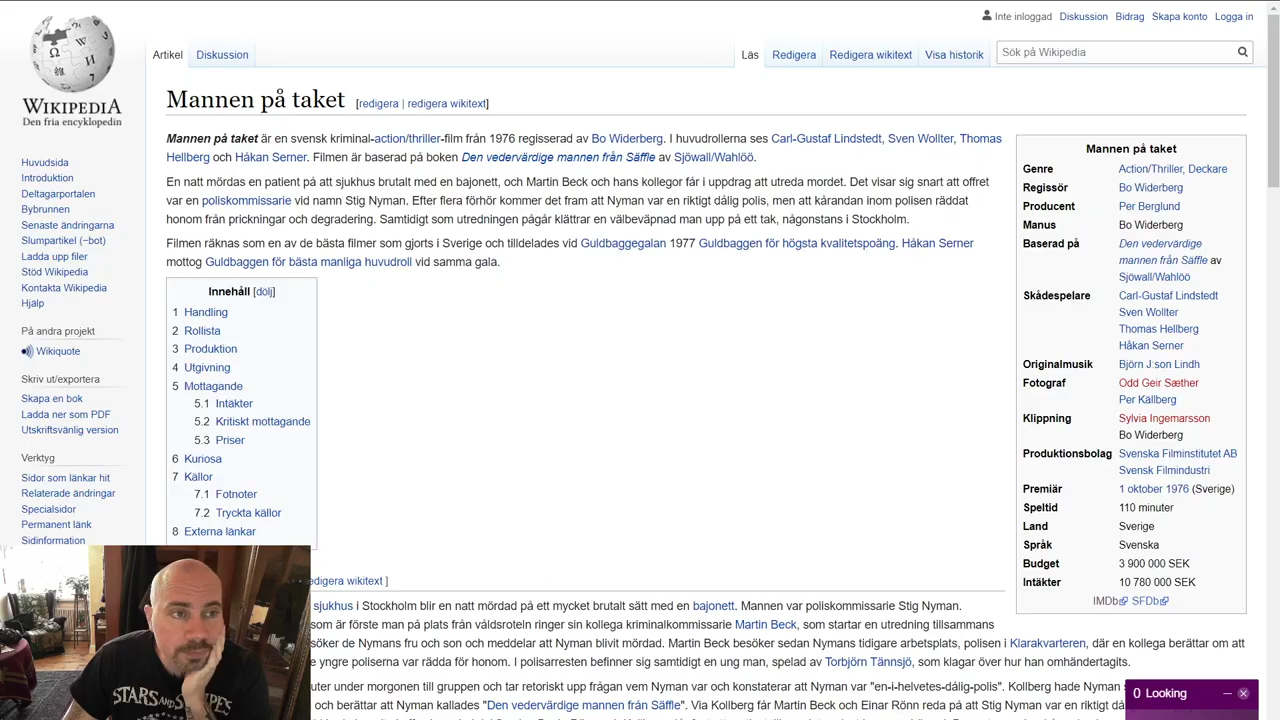 Inte inloggad Diskussion Bidrag Skapa konto Logga in
Artikel Diskussion Läs Redigera Redigera wikitext Visa historik Sök på Wikipedia
WIKIPEDIA
Den fria encyklopedin
Huvudsida
Introduktion
Deltagarportalen
Bybrunnen
Senaste ändringarna
Slumpartikel (−bot)
Ladda upp filer
Stöd Wikipedia
Kontakta Wikipedia
Hjälp
På andra projekt
Wikiquote
Skriv ut/exportera
Skapa en bok
Ladda ner som PDF
Utskriftsvänlig version
Verktyg
Sidor som länkar hit
Relaterade ändringar
Specialsidor
Permanent länk
Sidinformation
Mannen på taket [redigera | redigera wikitext]
Mannen på taket är en svensk kriminal-action/thriller-film från 1976 regisserad av Bo Widerberg. I huvudrollerna ses Carl-Gustaf Lindstedt, Sven Wollter, Thomas
Hellberg och Håkan Serner. Filmen är baserad på boken Den vedervärdige mannen från Säffle av Sjöwall/Wahlöö.
En natt mördas en patient på att sjukhus brutalt med en bajonett, och Martin Beck och hans kollegor får i uppdrag att utreda mordet. Det visar sig snart att offret
var en poliskommissarie vid namn Stig Nyman. Efter flera förhör kommer det fram att Nyman var en riktigt dålig polis, men att kårandan inom polisen räddat
honom från prickningar och degradering. Samtidigt som utredningen pågår klättrar en välbeväpnad man upp på ett tak, någonstans i Stockholm.
Filmen räknas som en av de bästa filmer som gjorts i Sverige och tilldelades vid Guldbaggegalan 1977 Guldbaggen för högsta kvalitetspoäng. Håkan Serner
mottog Guldbaggen för bästa manliga huvudroll vid samma gala.
Innehåll [dölj]
1 Handling
2 Rollista
3 Produktion
4 Utgivning
5 Mottagande
5.1 Intäkter
5.2 Kritiskt mottagande
5.3 Priser
6 Kuriosa
7 Källor
7.1 Fotnoter
7.2 Tryckta källor
8 Externa länkar
Mannen på taket
Genre Action/Thriller, Deckare
Regissör Bo Widerberg
Producent Per Berglund
Manus Bo Widerberg
Baserad på Den vedervärdige
mannen från Säffle av
Sjöwall/Wahlöö
Skådespelare Carl-Gustaf Lindstedt
Sven Wollter
Thomas Hellberg
Håkan Serner
Originalmusik Björn J:son Lindh
Fotograf Odd Geir Sæther
Per Källberg
Klippning Sylvia Ingemarsson
Bo Widerberg
Produktionsbolag Svenska Filminstitutet AB
Svensk Filmindustri
Premiär 1 oktober 1976 (Sverige)
Speltid 110 minuter
Land Sverige
Språk Svenska
Budget 3 900 000 SEK
Intäkter 10 780 000 SEK
IMDb SFDb
wikitext ]
sjukhus i Stockholm blir en natt mördad på ett mycket brutalt sätt med en bajonett. Mannen var poliskommissarie Stig Nyman.
som är förste man på plats från våldsroteln ringer sin kollega kriminalkommissarie Martin Beck, som startar en utredning tillsammans
de Nymans fru och son och meddelar att Nyman blivit mördad. Martin Beck besöker sedan Nymans tidigare arbetsplats, polisen i Klarakvarteren, där en kollega berättar om att
yngre poliserna var rädda för honom. I polisarresten befinner sig samtidigt en ung man, spelad av Torbjörn Tännsjö, som klagar över hur han omhändertagits.
under morgonen till gruppen och tar retoriskt upp frågan vem Nyman var och konstaterar att Nyman var "en-i-helvetes-dålig-polis". Kollberg hade Nyman
och berättar att Nyman kallades "Den vedervärdige mannen från Säffle". Via Kollberg får Martin Beck och Einar Rönn reda på att Stig Nyman var en riktigt
0 Looking
STARS AND STRIPES